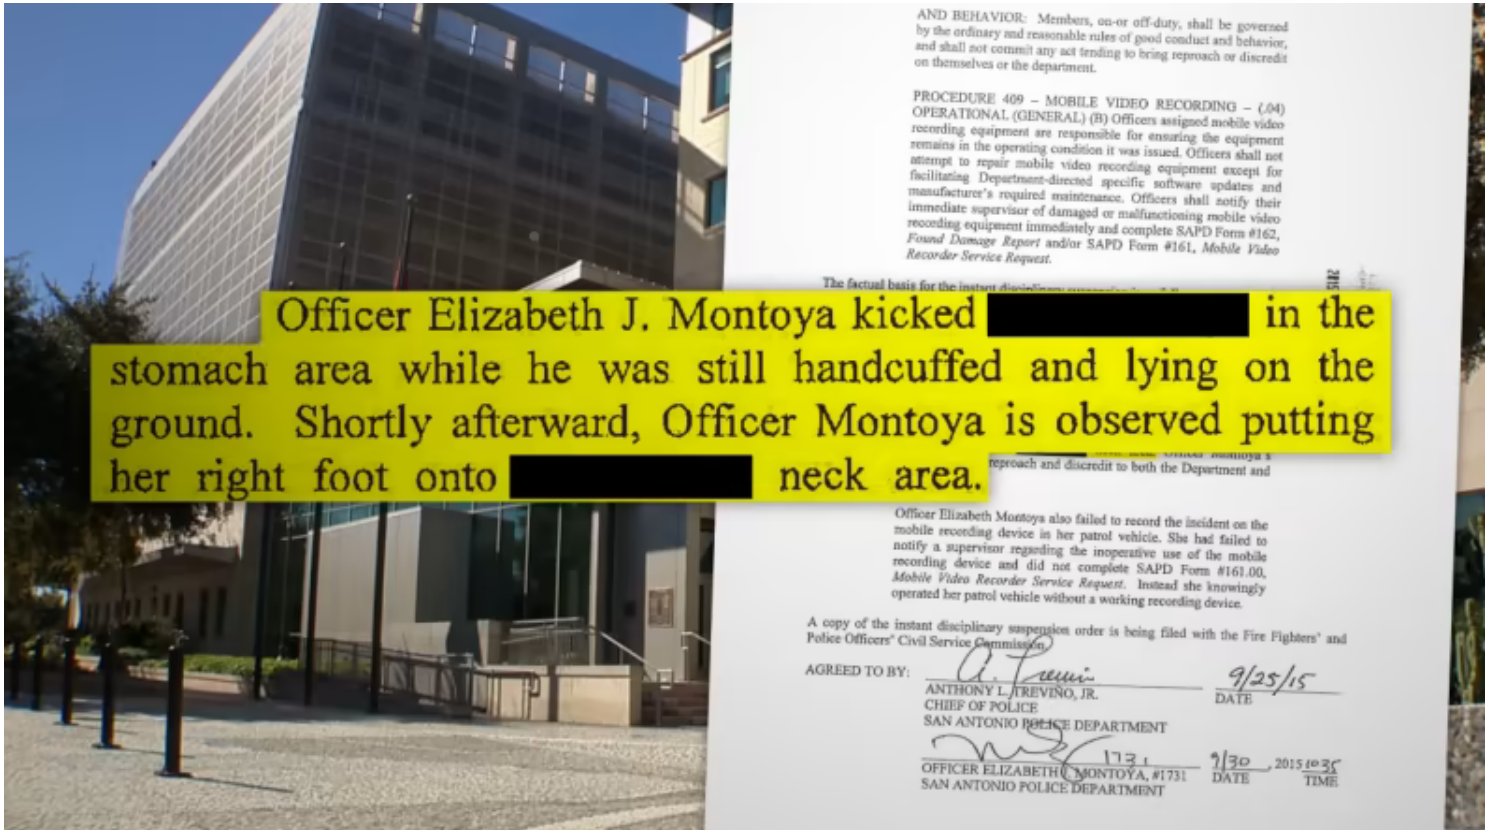 AND BEHAVIOR: Members, on-or off-duty, shall be governed
by the ordinary and reasonable rules of good conduct and behavior,
and shall not commit any act tending to bring reproach or discredit
on themselves or the department.
PROCEDURE 409 – MOBILE VIDEO RECORDING – (.04)
OPERATIONAL (GENERAL) (B) Officers assigned mobile video
recording equipment are responsible for ensuring the equipment
remains in the operating condition it was issued. Officers shall not
attempt to repair mobile video recording equipment except for
facilitating Department-directed specific software updates and
manufacturer's required maintenance. Officers shall notify their
immediate supervisor of damaged or malfunctioning mobile video
recording equipment immediately and complete SAPD Form #162,
Found Damage Report and/or SAPD Form #161, Mobile Video
Recorder Service Request.
The factual basis for the instant disciplinary suspension is
Officer Elizabeth J. Montoya kicked in the
stomach area while he was still handcuffed and lying on the
ground. Shortly afterward, Officer Montoya is observed putting
her right foot onto neck area.
reproach and discredit to both the Department and
Officer Elizabeth Montoya also failed to record the incident on the
mobile recording device in her patrol vehicle. She had failed to
notify a supervisor regarding the inoperative use of the mobile
recording device and did not complete SAPD Form #161.00,
Mobile Video Recorder Service Request. Instead she knowingly
operated her patrol vehicle without a working recording device.
A copy of the instant disciplinary suspension order is being filed with the Fire Fighters' and
Police Officers' Civil Service Commission.
AGREED TO BY:
9/25/15
ANTHONY L. TREVIÑO, JR. DATE
CHIEF OF POLICE
SAN ANTONIO POLICE DEPARTMENT
1731 9/30, 2015 1035
OFFICER ELIZABETH J. MONTOYA, #1731 DATE TIME
SAN ANTONIO POLICE DEPARTMENT